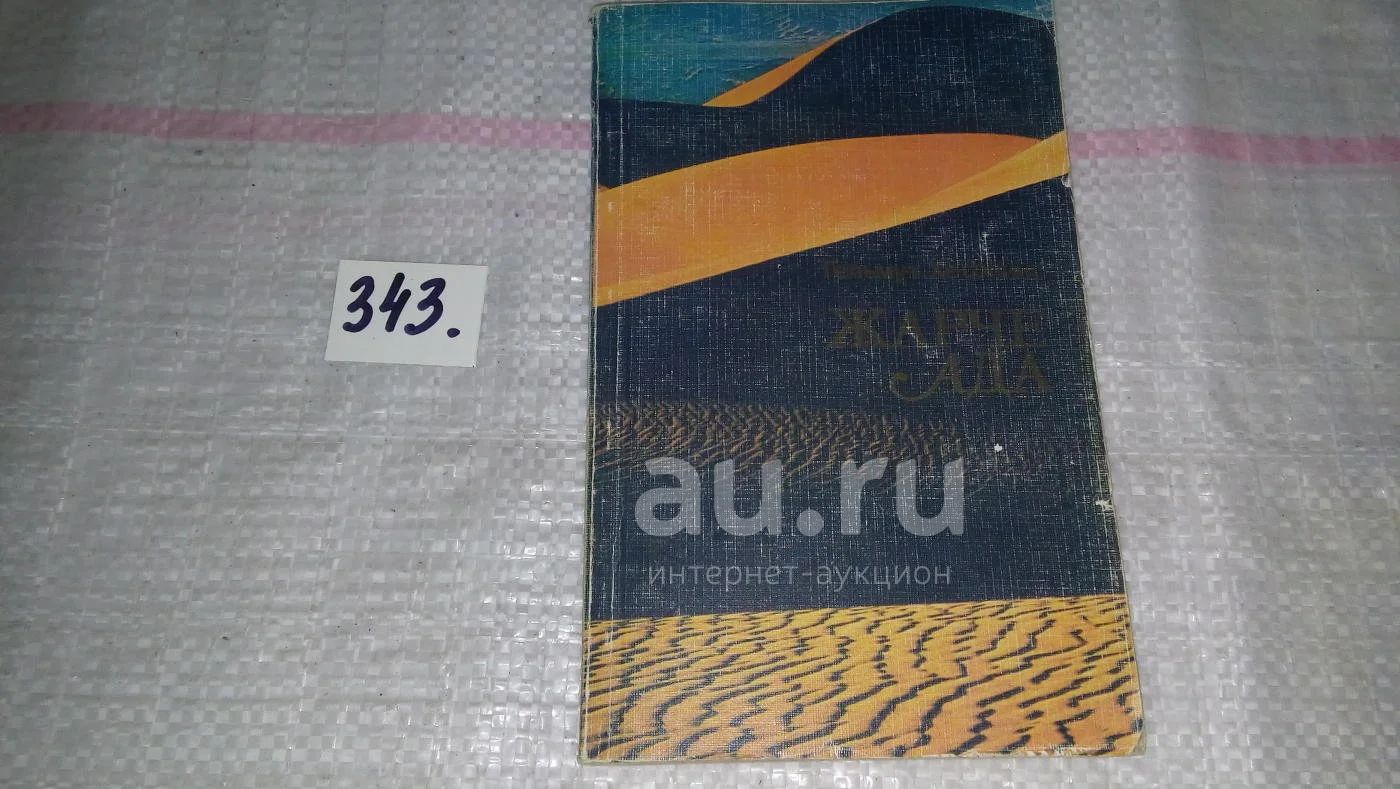 343.
ЖАРЧЕ
АДА
au.ru
интернет-аукцион